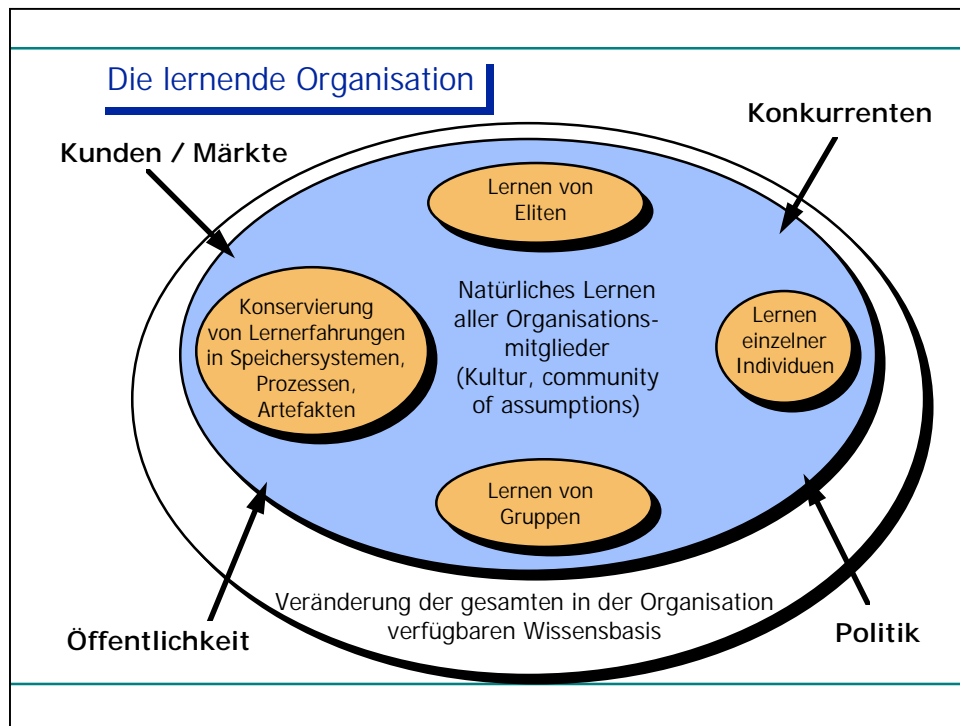 Die lernende Organisation
Konkurrenten
Kunden / Märkte
Lernen von
Eliten
Konservierung
von Lernerfahrungen
in Speichersystemen,
Prozessen,
Artefakten
Natürliches Lernen
aller Organisations-
mitglieder
(Kultur, community
of assumptions)
Lernen
einzelner
Individuen
Lernen von
Gruppen
Veränderung der gesamten in der Organisation
verfügbaren Wissensbasis
Öffentlichkeit
Politik